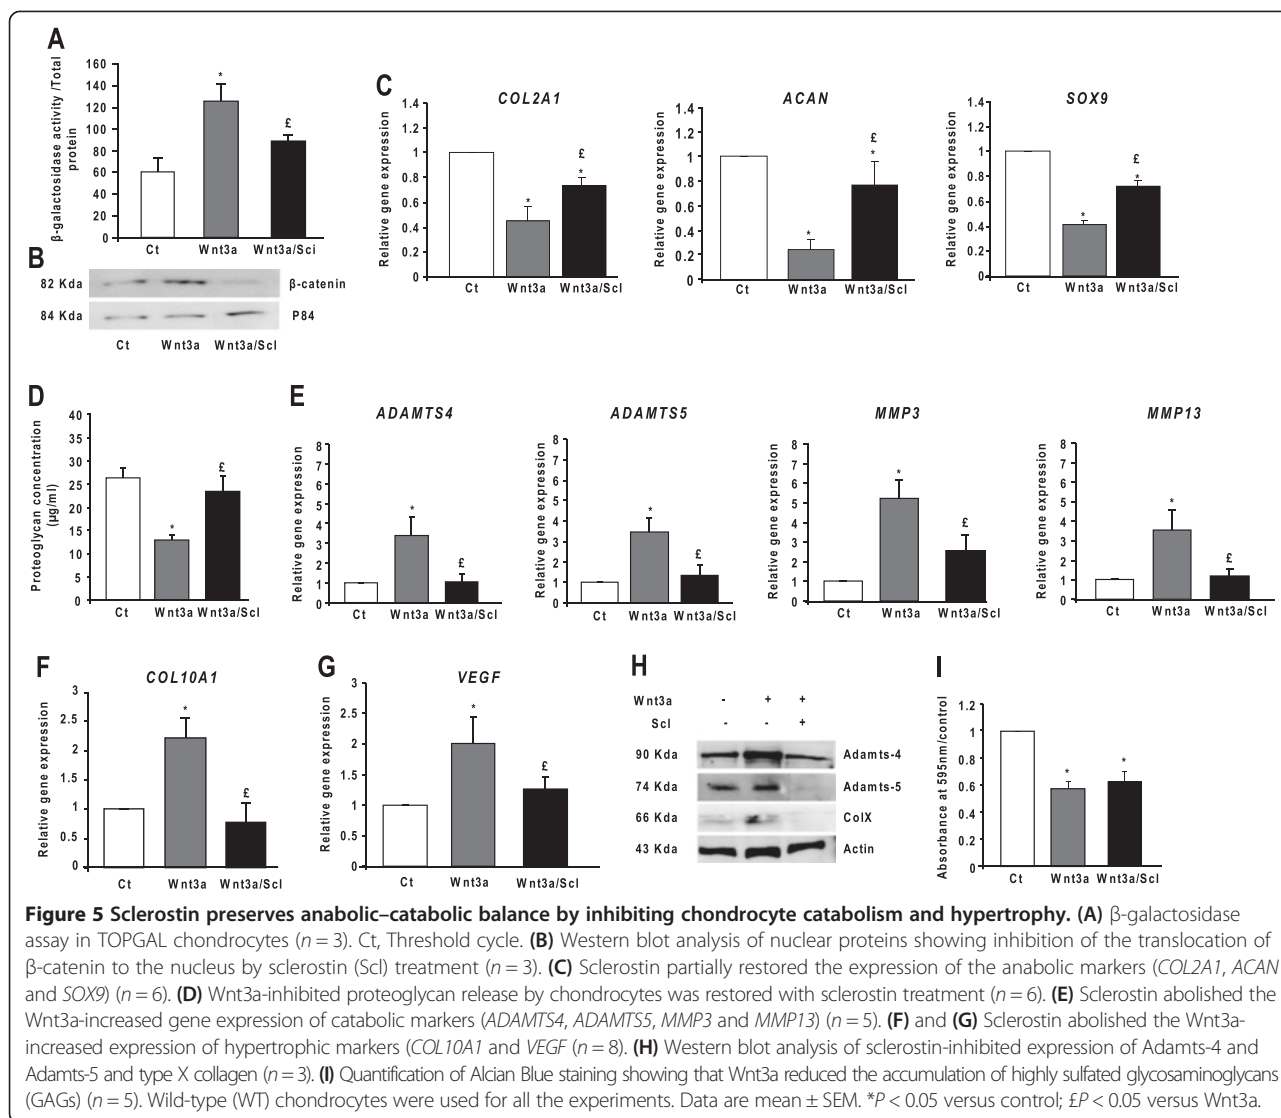 A
β-galactosidase activity /Total
protein
160
140
120
100
80
60
40
20
0
*
£
Ct Wnt3a Wnt3a/Sci
B
82 Kda β-catenin
84 Kda P84
Ct Wnt3a Wnt3a/Scl
C
COL2A1
Relative gene expression
1.4
1.2
1
0.8
0.6
0.4
0.2
0
*
£
*
Ct Wnt3a Wnt3a/Scl
ACAN
Relative gene expression
1.4
1.2
1
0.8
0.6
0.4
0.2
0
*
£
*
Ct Wnt3a Wnt3a/Scl
SOX9
Relative gene expression
1.4
1.2
1
0.8
0.6
0.4
0.2
0
*
£
*
Ct Wnt3a Wnt3a/Scl
D
Proteoglycan concentration
(µg/ml)
40
35
30
25
20
15
10
5
0
*
£
Ct Wnt3a Wnt3a/Scl
E
ADAMTS4
Relative gene expression
8
7
6
5
4
3
2
1
0
*
£
Ct Wnt3a Wnt3a/Scl
ADAMTS5
Relative gene expression
8
7
6
5
4
3
2
1
0
*
£
Ct Wnt3a Wnt3a/Scl
MMP3
Relative gene expression
8
7
6
5
4
3
2
1
0
*
£
Ct Wnt3a Wnt3a/Scl
MMP13
Relative gene expression
8
7
6
5
4
3
2
1
0
*
£
Ct Wnt3a Wnt3a/Scl
F
COL10A1
Relative gene expression
3
2.5
2
1.5
1
0.5
0
*
£
Ct Wnt3a Wnt3a/Scl
G
VEGF
Relative gene expression
3
2.5
2
1.5
1
0.5
0
*
£
Ct Wnt3a Wnt3a/Scl
H
Wnt3a - + +
Scl - - +
90 Kda Adamts-4
74 Kda Adamts-5
66 Kda ColX
43 Kda Actin
I
Absorbance at 595nm/control
1.2
1
0.8
0.6
0.4
0.2
0
*
*
Ct Wnt3a Wnt3a/Scl
Figure 5 Sclerostin preserves anabolic–catabolic balance by inhibiting chondrocyte catabolism and hypertrophy. (A) β-galactosidase
assay in TOPGAL chondrocytes (n = 3). Ct, Threshold cycle. (B) Western blot analysis of nuclear proteins showing inhibition of the translocation of
β-catenin to the nucleus by sclerostin (Scl) treatment (n = 3). (C) Sclerostin partially restored the expression of the anabolic markers (COL2A1, ACAN
and SOX9) (n = 6). (D) Wnt3a-inhibited proteoglycan release by chondrocytes was restored with sclerostin treatment (n = 6). (E) Sclerostin abolished the
Wnt3a-increased gene expression of catabolic markers (ADAMTS4, ADAMTS5, MMP3 and MMP13) (n = 5). (F) and (G) Sclerostin abolished the Wnt3a-
increased expression of hypertrophic markers (COL10A1 and VEGF (n = 8). (H) Western blot analysis of sclerostin-inhibited expression of Adamts-4 and
Adamts-5 and type X collagen (n = 3). (I) Quantification of Alcian Blue staining showing that Wnt3a reduced the accumulation of highly sulfated glycosaminoglycans
(GAGs) (n = 5). Wild-type (WT) chondrocytes were used for all the experiments. Data are mean ± SEM. *P < 0.05 versus control; £P < 0.05 versus Wnt3a.